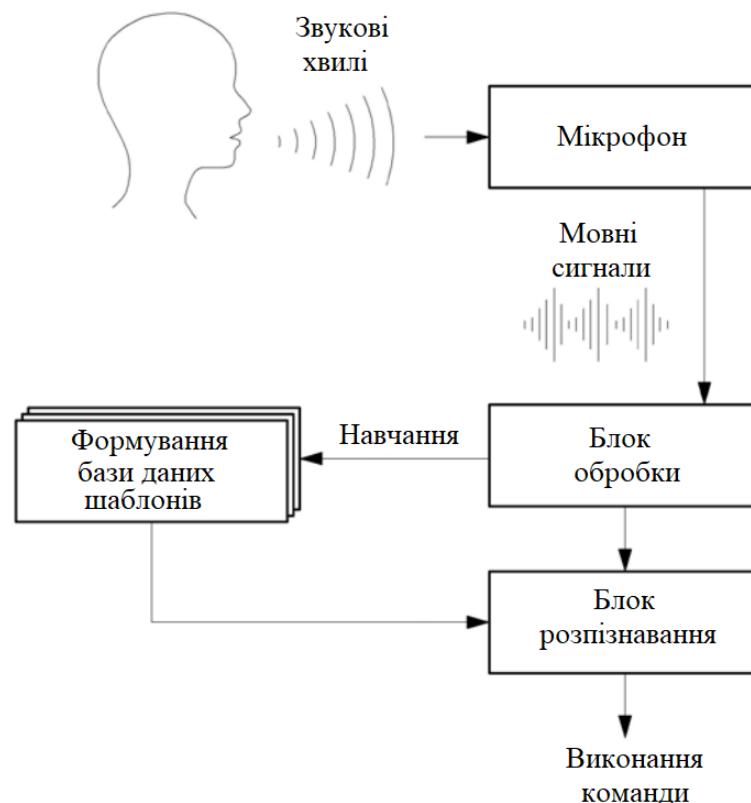 Звукові
хвилі
Мікрофон
Мовні
сигнали
Формування
бази даних
шаблонів
Навчання
Блок
обробки
Блок
розпізнавання
Виконання
команди